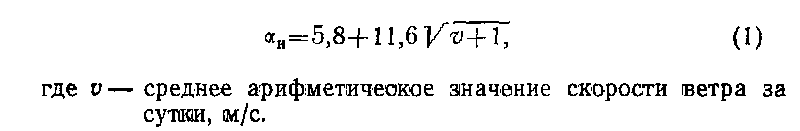 αн=5,8+11,6√v+1, (1)
где v— среднее арифметическое значение скорости ветра за
сутки, м/с.